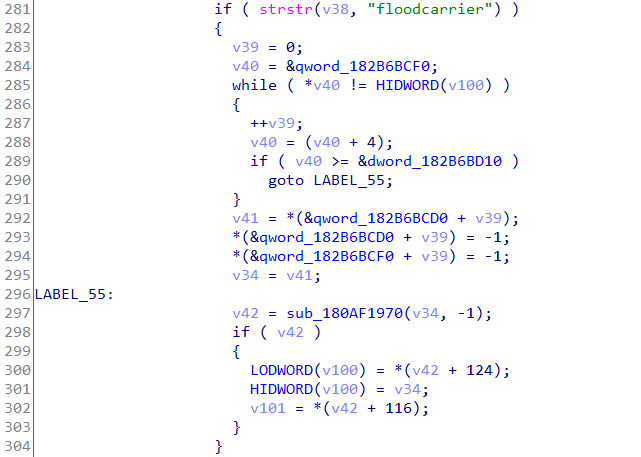 281 if ( strstr(v38, "floodcarrier") )
282 {
283 v39 = 0;
284 v40 = &qword_182B6BCF0;
285 while ( *v40 != HIDWORD(v100) )
286 {
287 ++v39;
288 v40 = (v40 + 4);
289 if ( v40 >= &dword_182B6BD10 )
290 goto LABEL_55;
291 }
292 v41 = *(&qword_182B6BCD0 + v39);
293 *(&qword_182B6BCD0 + v39) = -1;
294 *(&qword_182B6BCF0 + v39) = -1;
295 v34 = v41;
296 LABEL_55:
297 v42 = sub_180AF1970(v34, -1);
298 if ( v42 )
299 {
300 LODWORD(v100) = *(v42 + 124);
301 HIDWORD(v100) = v34;
302 v101 = *(v42 + 116);
303 }
304 }